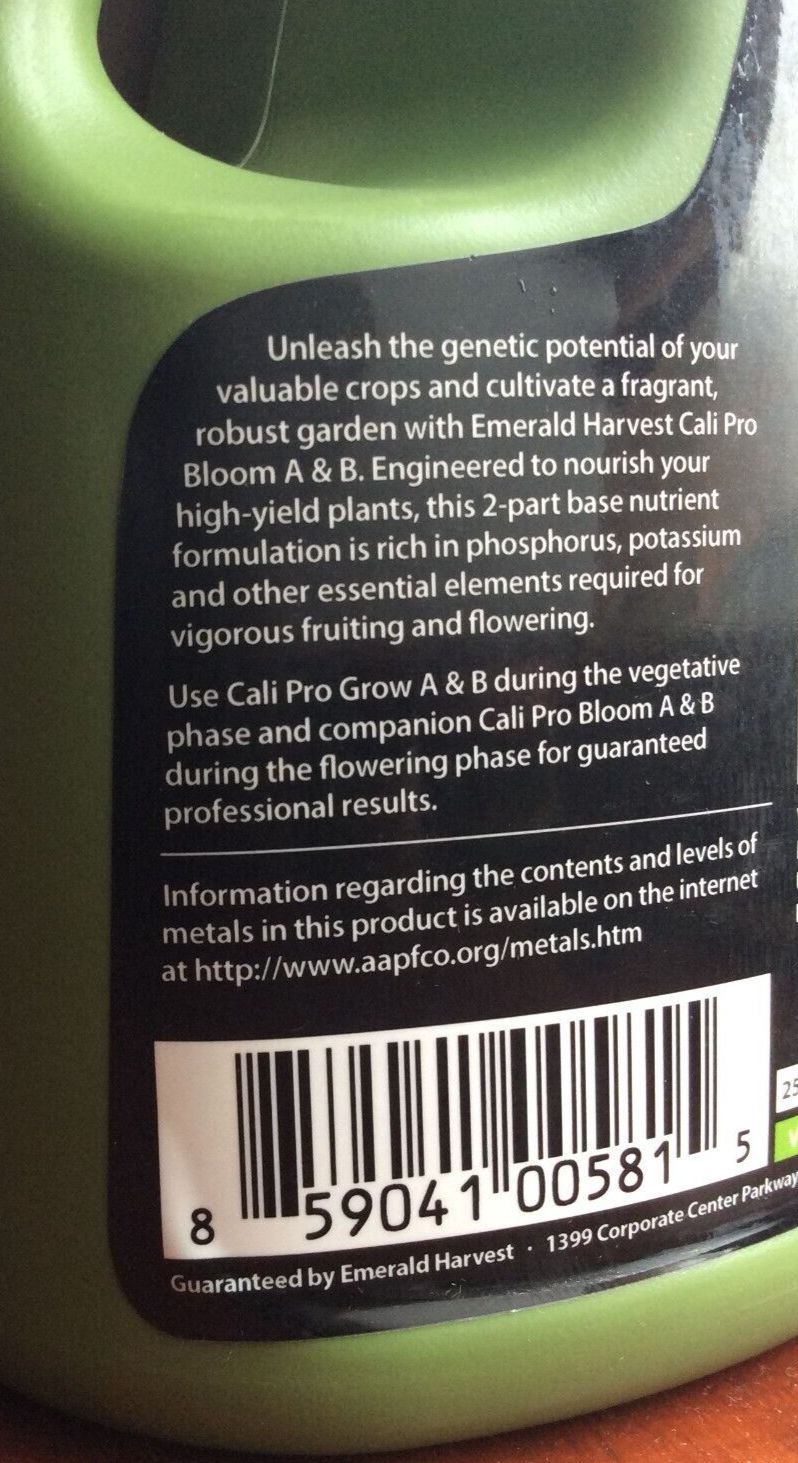 Unleash the genetic potential of your
valuable crops and cultivate a fragrant,
robust garden with Emerald Harvest Cali Pro
Bloom A & B. Engineered to nourish your
high-yield plants, this 2-part base nutrient
formulation is rich in phosphorus, potassium
and other essential elements required for
vigorous fruiting and flowering.
Use Cali Pro Grow A & B during the vegetative
phase and companion Cali Pro Bloom A & B
during the flowering phase for guaranteed
professional results.
Information regarding the contents and levels of
metals in this product is available on the internet
at http://www.aapfco.org/metals.htm
8 59041 00581 5
25
Guaranteed by Emerald Harvest · 1399 Corporate Center Parkway